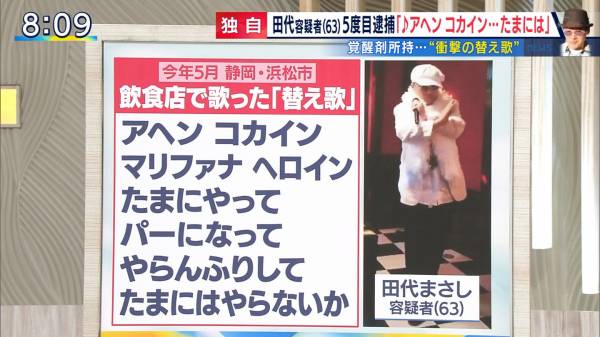 8:09
独自
田代容疑者(63)5度目逮捕「♪アヘン コカイン…たまには」
覚醒剤所持…“衝撃の替え歌”
今年5月 静岡・浜松市
飲食店で歌った「替え歌」
アヘン コカイン
マリファナ ヘロイン
たまにやって
パーになって
やらんふりして
たまにはやらないか
田代まさし
容疑者(63)